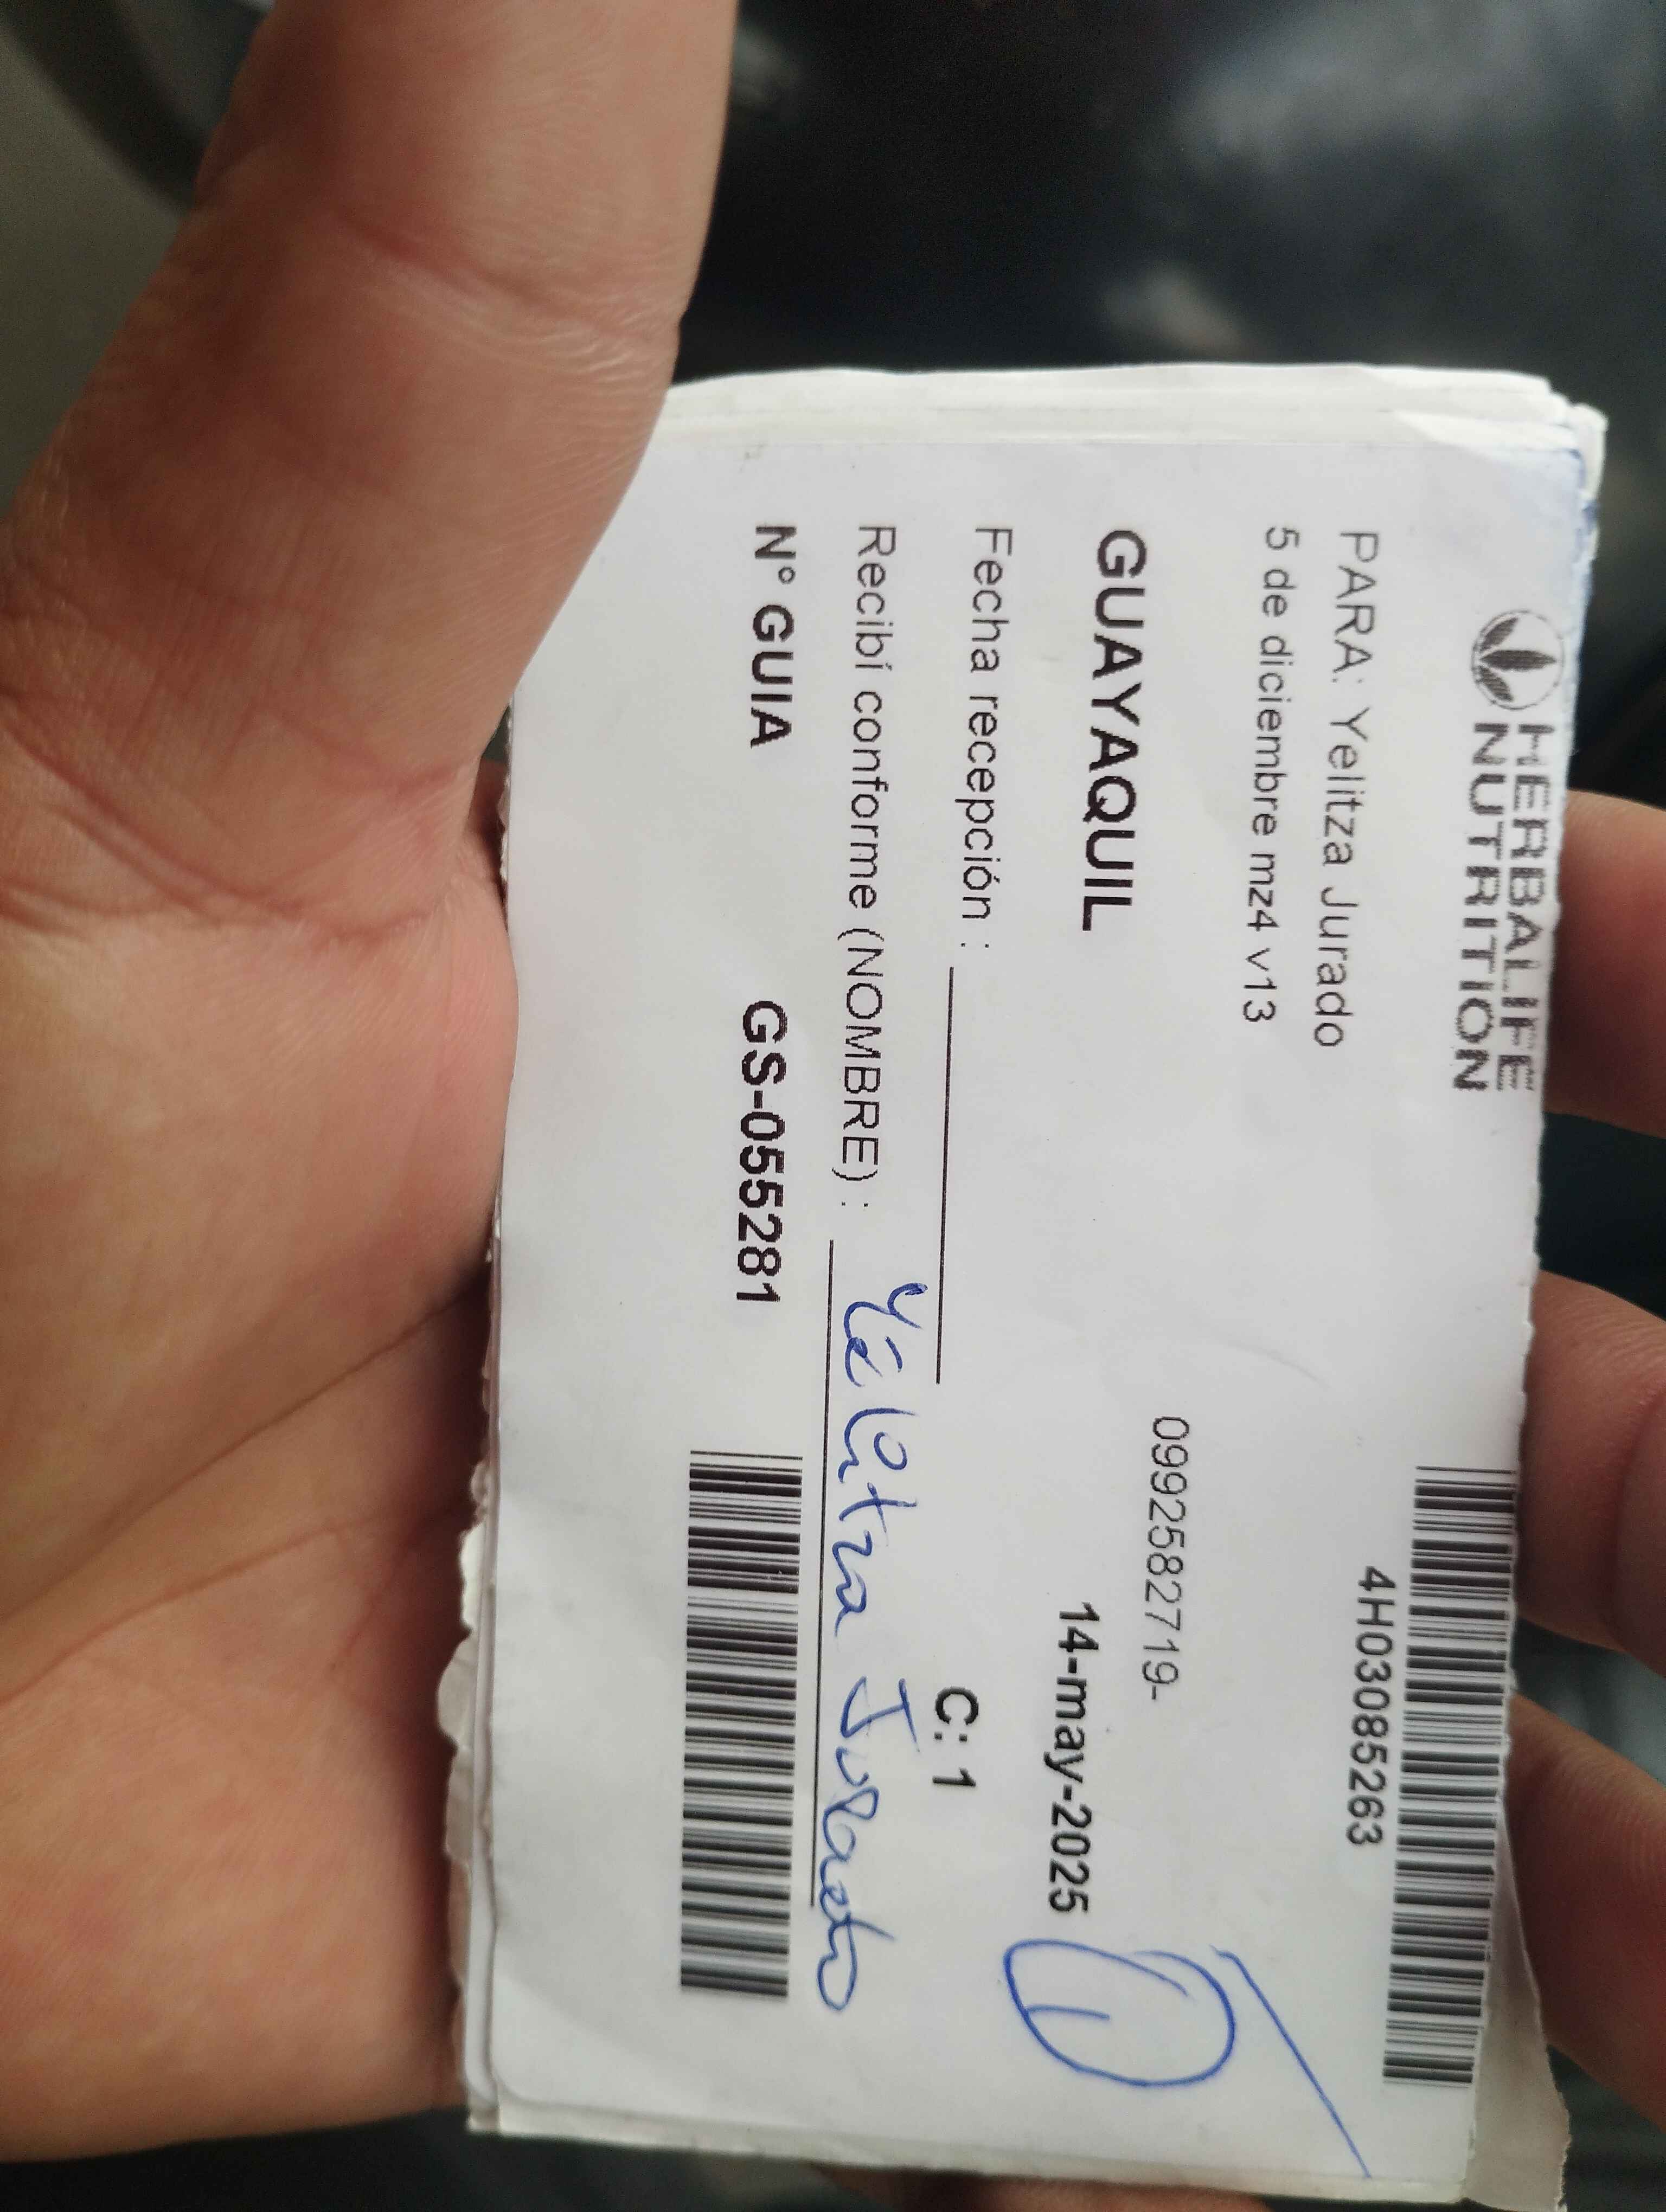 HERBALIFE
NUTRITION
4H03085263
PARA: Yelitza Jurado
5 de diciembre mz4 v13
0992582719-
GUAYAQUIL
14-may-2025
Fecha recepción :
C: 1
Recibí conforme (NOMBRE) : Yelitza Jurado
N° GUIA GS-055281